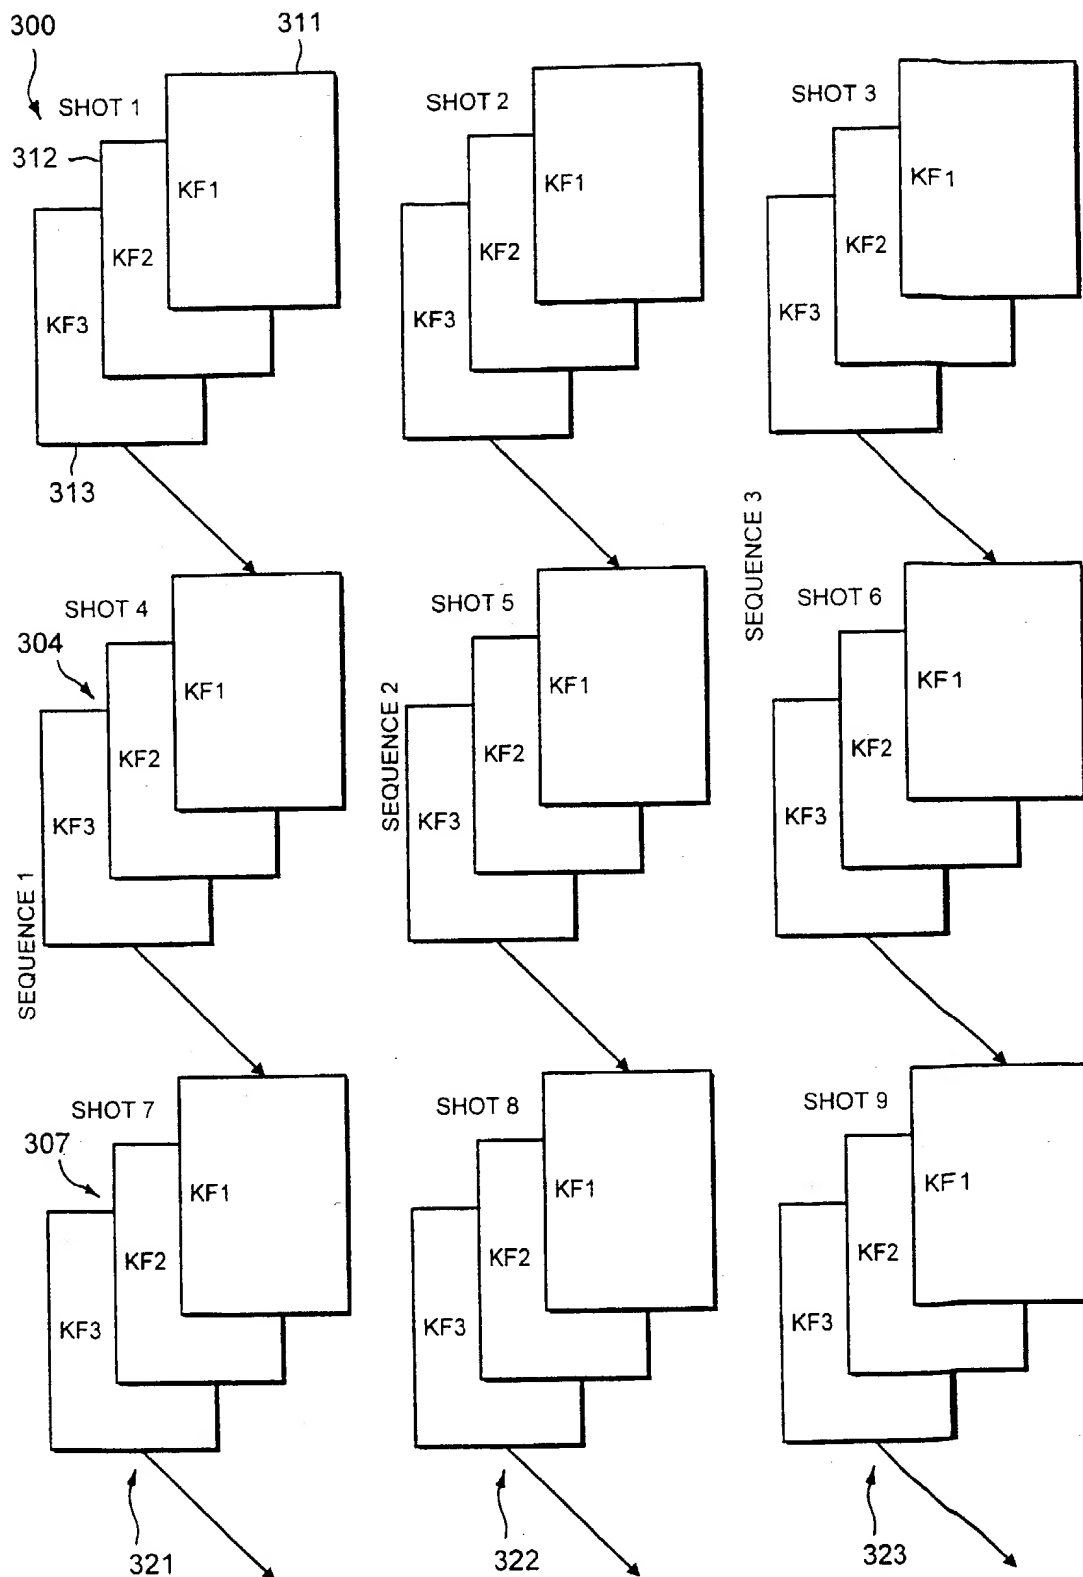 300
311
SHOT 1
SHOT 2
SHOT 3
312
KF1
KF1
KF1
KF2
KF2
KF2
KF3
KF3
KF3
313
SEQUENCE 3
SHOT 4
SHOT 5
SHOT 6
304
KF1
KF1
KF1
SEQUENCE 2
KF2
KF2
KF2
KF3
KF3
KF3
SEQUENCE 1
SHOT 7
SHOT 8
SHOT 9
307
KF1
KF1
KF1
KF2
KF2
KF2
KF3
KF3
KF3
321
322
323